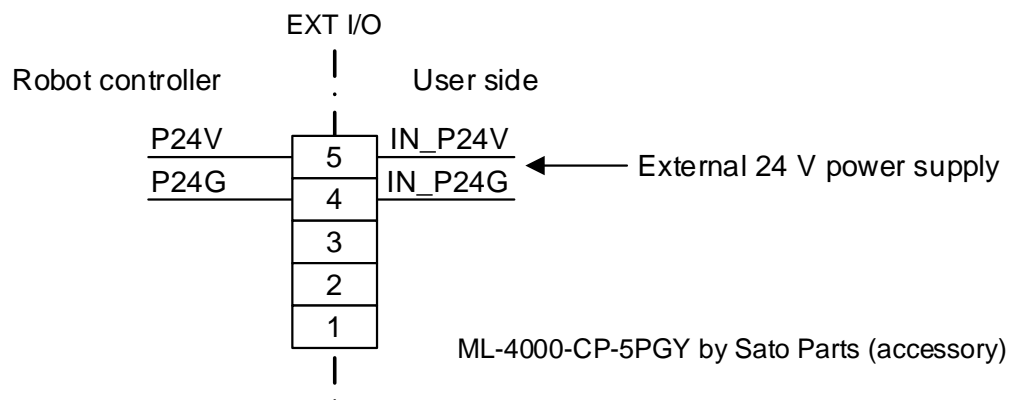 EXT I/O
Robot controller User side
P24V 5 IN_P24V External 24 V power supply
P24G 4 IN_P24G
3
2
1
ML-4000-CP-5PGY by Sato Parts (accessory)